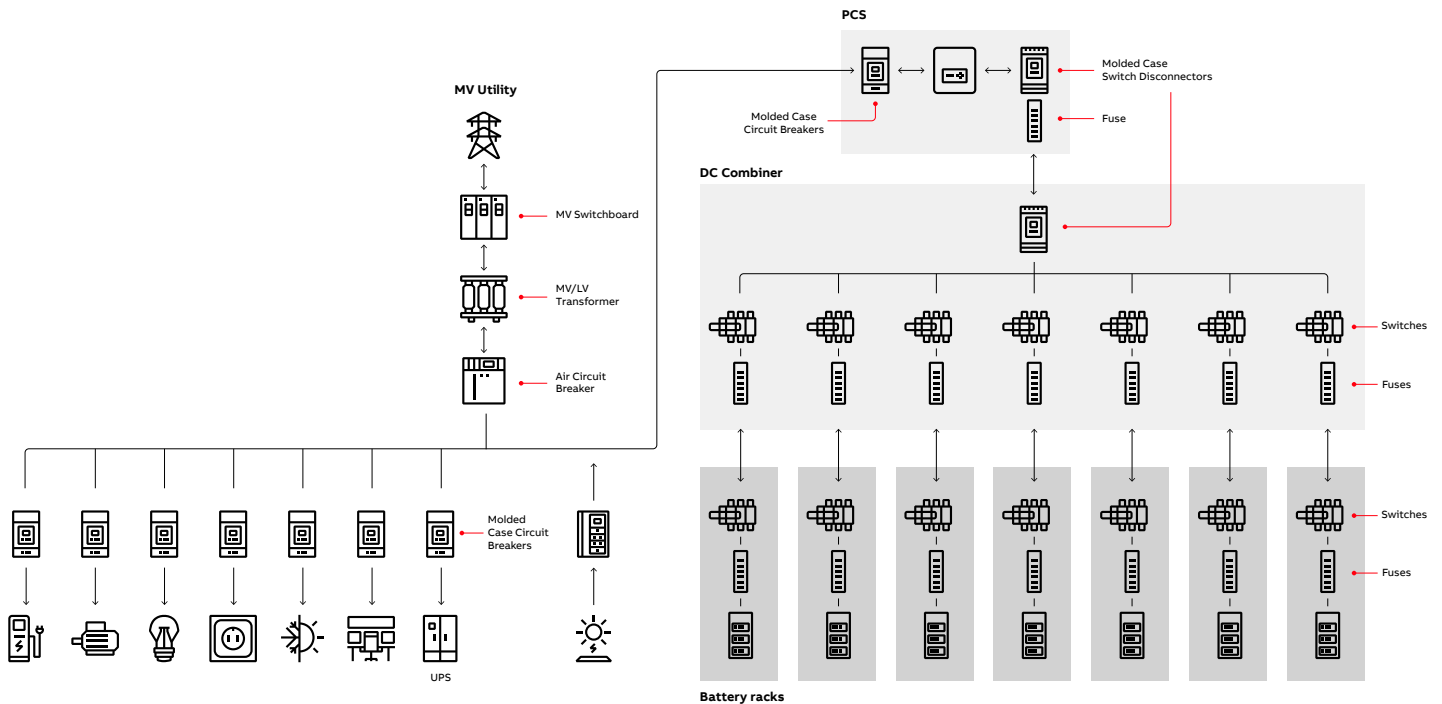 PCS
Molded Case
Switch Disconnectors
MV Utility
Molded Case
Circuit Breakers
Fuse
DC Combiner
MV Switchboard
MV/LV
Transformer
Switches
Air Circuit
Breaker
Fuses
Molded
Case Circuit
Breakers
Switches
Fuses
UPS
Battery racks